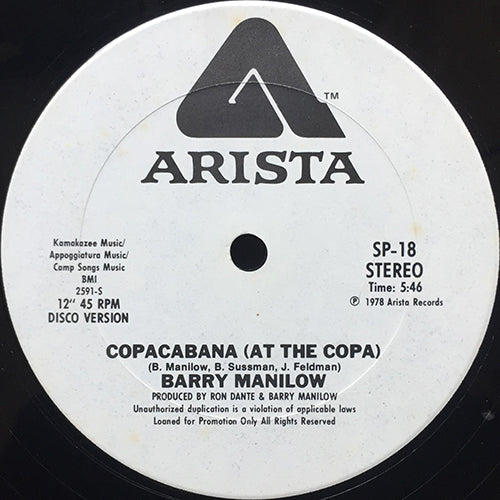 TM
ARISTA
Kamakazee Music/
Appoggiatura Music/
Camp Songs Music
BMI
2591-S
12" 45 RPM
DISCO VERSION
SP-18
STEREO
Time: 5:46
℗ 1978 Arista Records
COPACABANA (AT THE COPA)
(B. Manilow, B. Sussman, J. Feldman)
BARRY MANILOW
PRODUCED BY RON DANTE & BARRY MANILOW
Unauthorized duplication is a violation of applicable laws
Loaned for Promotion Only All Rights Reserved